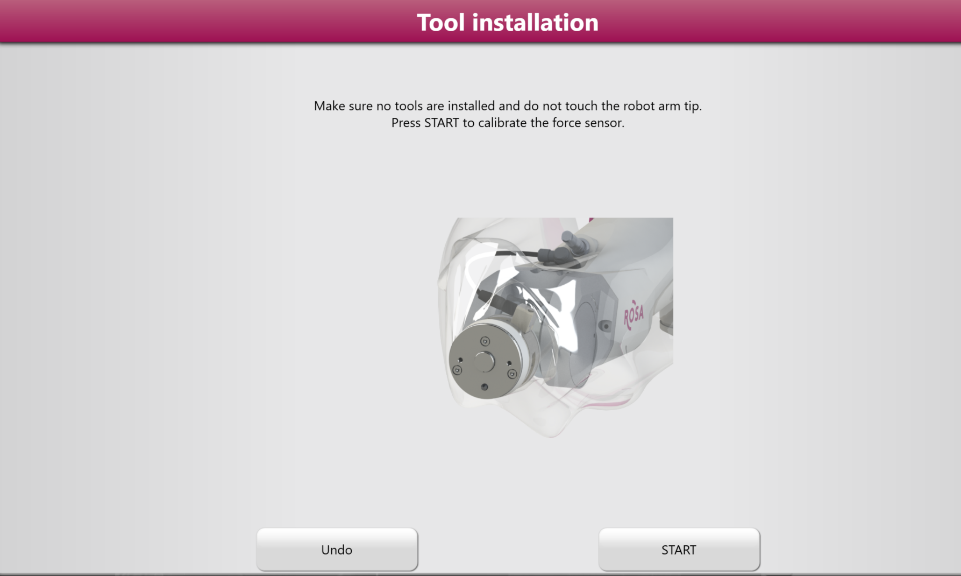 Tool installation
Make sure no tools are installed and do not touch the robot arm tip.
Press START to calibrate the force sensor.
ROSA
Undo
START